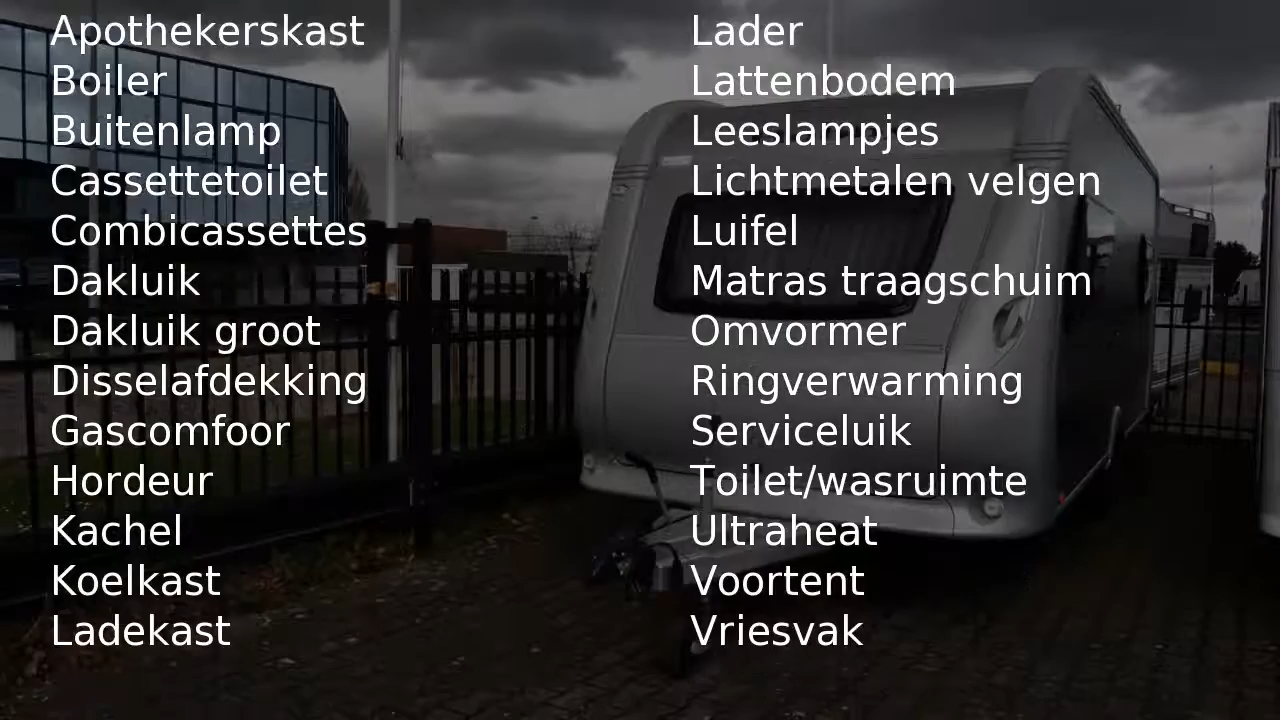 Apothekerskast
Boiler
Buitenlamp
Cassettetoilet
Combicassettes
Dakluik
Dakluik groot
Disselafdekking
Gascomfoor
Hordeur
Kachel
Koelkast
Ladekast
Lader
Lattenbodem
Leeslampjes
Lichtmetalen velgen
Luifel
Matras traagschuim
Omvormer
Ringverwarming
Serviceluik
Toilet/wasruimte
Ultraheat
Voortent
Vriesvak